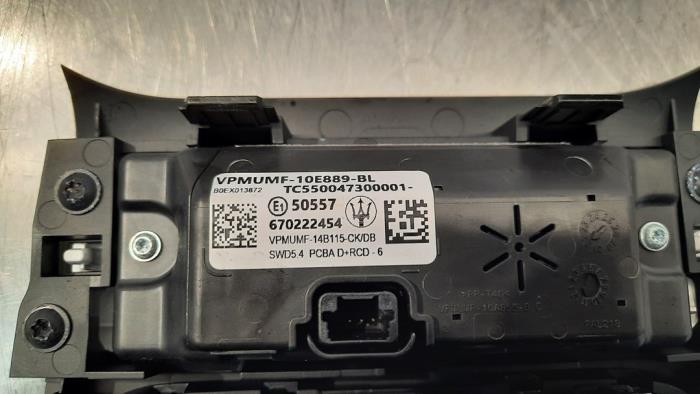 VPMUMF-10E889-BL
B0EX013872 TC550047300001-
E1 50557
670222454
VPMUMF-14B115-CK/DB
SWD5.4 PCBA D+RCD - 6